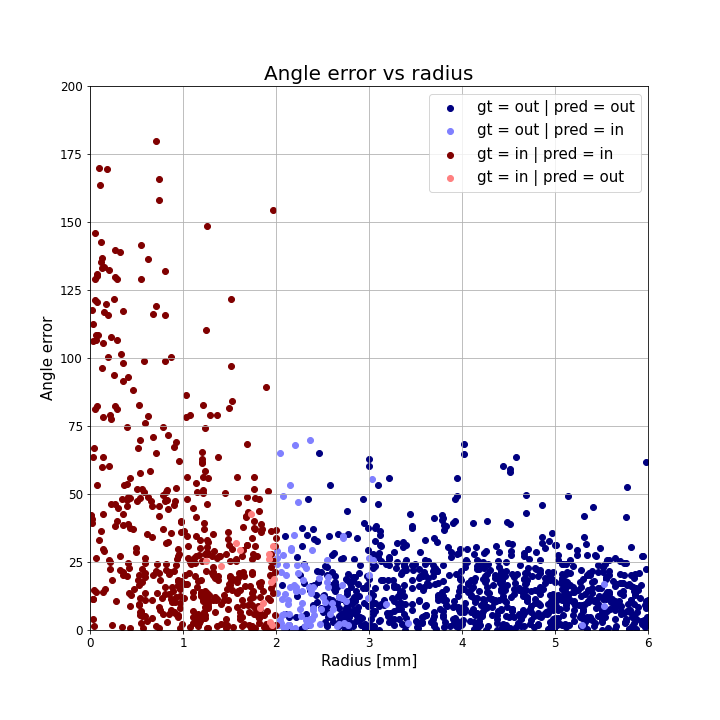 Angle error vs radius
gt = out | pred = out
gt = out | pred = in
gt = in | pred = in
gt = in | pred = out
Angle error
200
175
150
125
100
75
50
25
0
0 1 2 3 4 5 6
Radius [mm]